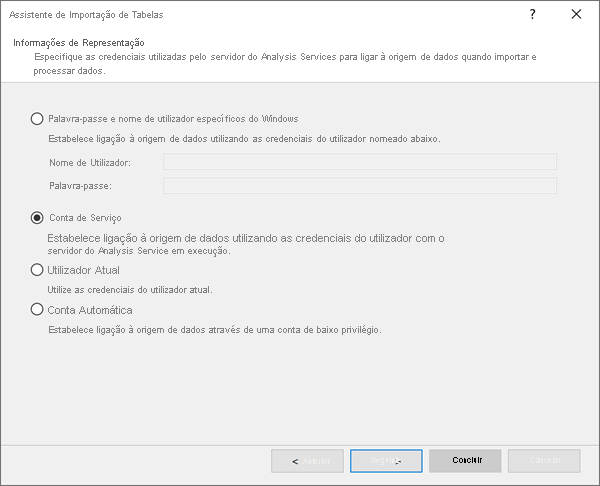 Assistente de Importação de Tabelas
?
Informações de Representação
Especifique as credenciais utilizadas pelo servidor do Analysis Services para ligar à origem de dados quando importar e
processar dados.
Palavra-passe e nome de utilizador específicos do Windows
Estabelece ligação à origem de dados utilizando as credenciais do utilizador nomeado abaixo.
Nome de Utilizador:
Palavra-passe:
Conta de Serviço
Estabelece ligação à origem de dados utilizando as credenciais do utilizador com o
servidor do Analysis Service em execução.
Utilizador Atual
Utilize as credenciais do utilizador atual.
Conta Automática
Estabelece ligação à origem de dados através de uma conta de baixo privilégio.
< > Concluir Cancelar